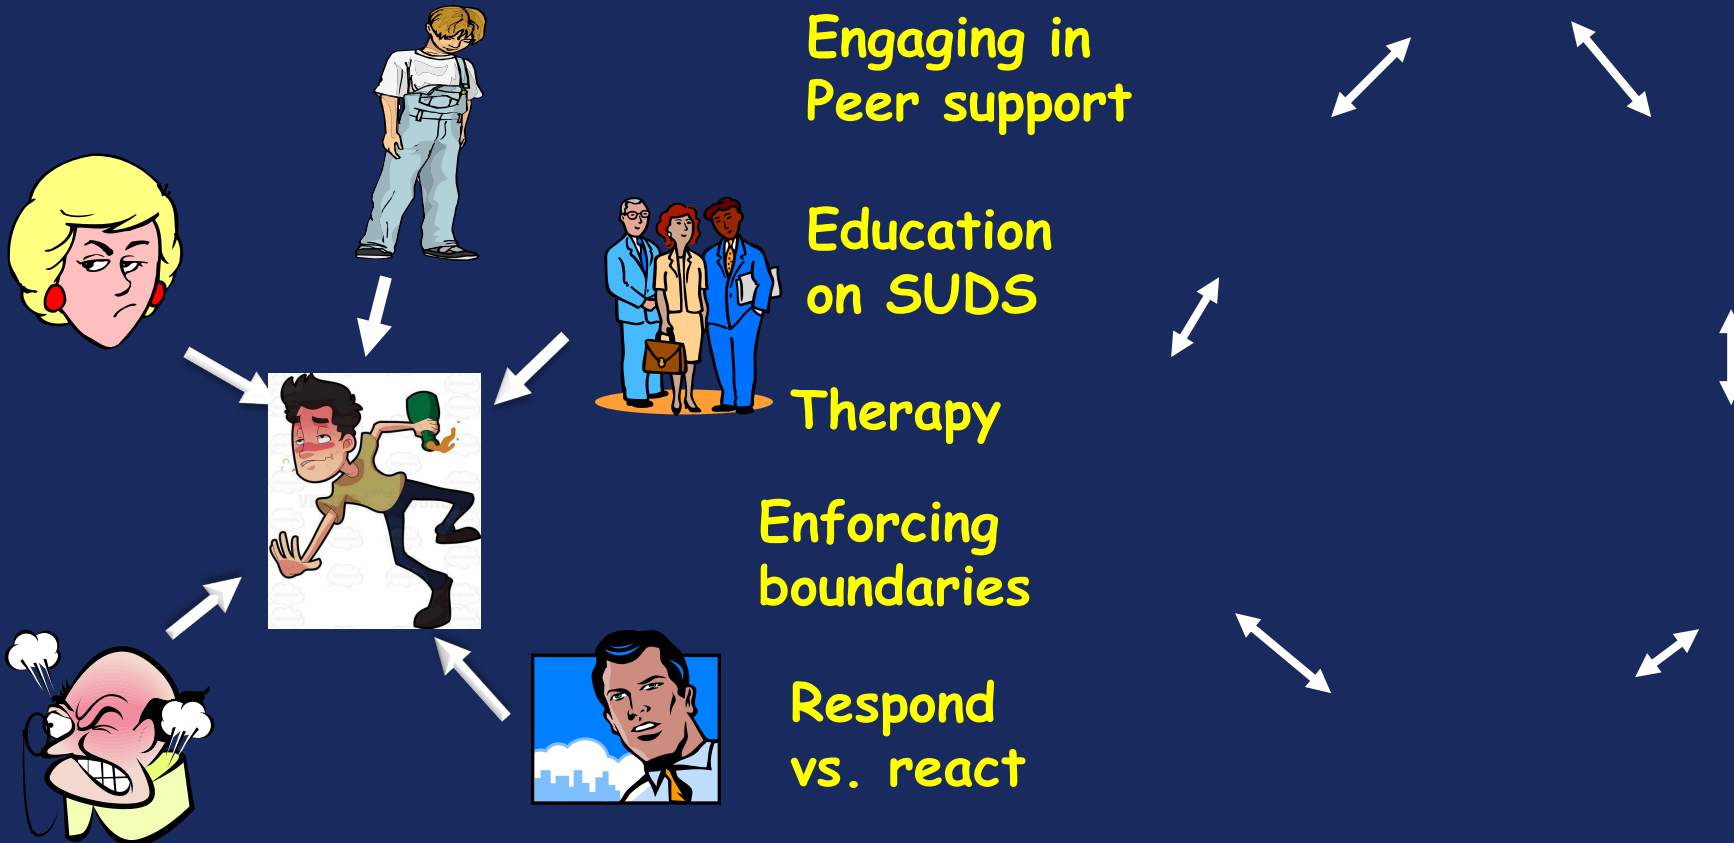 Engaging in
Peer support
Education
on SUDS
Therapy
Enforcing
boundaries
Respond
vs. react